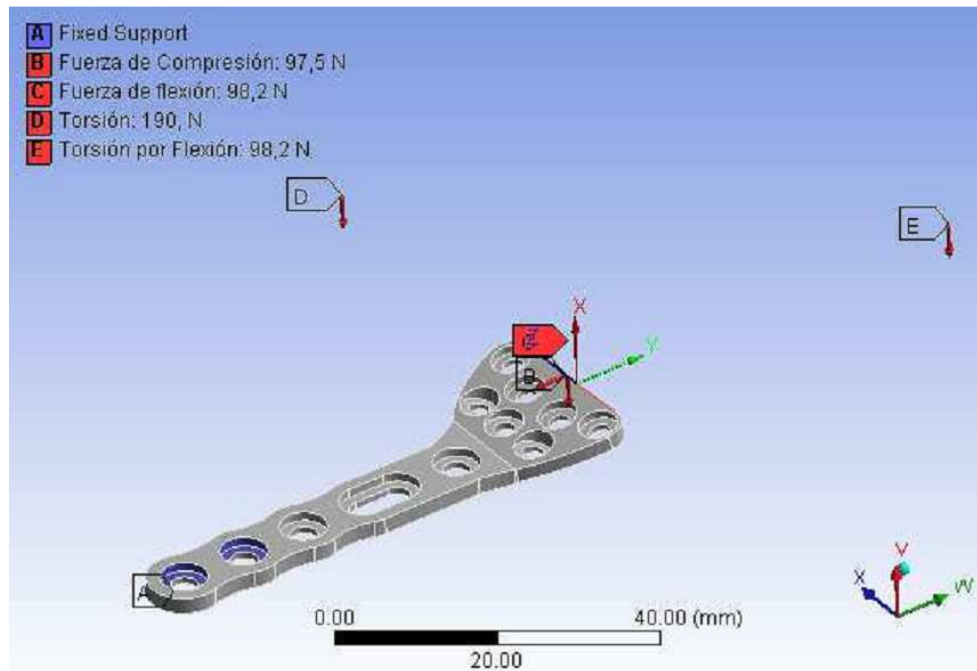 A Fixed Support
B Fuerza de Compresión: 97,5 N
C Fuerza de flexión: 98,2 N
D Torsión: 190, N
E Torsión por Flexión: 98,2 N
D
E
X
Y
B
A
0.00 40.00 (mm)
20.00
X Y W